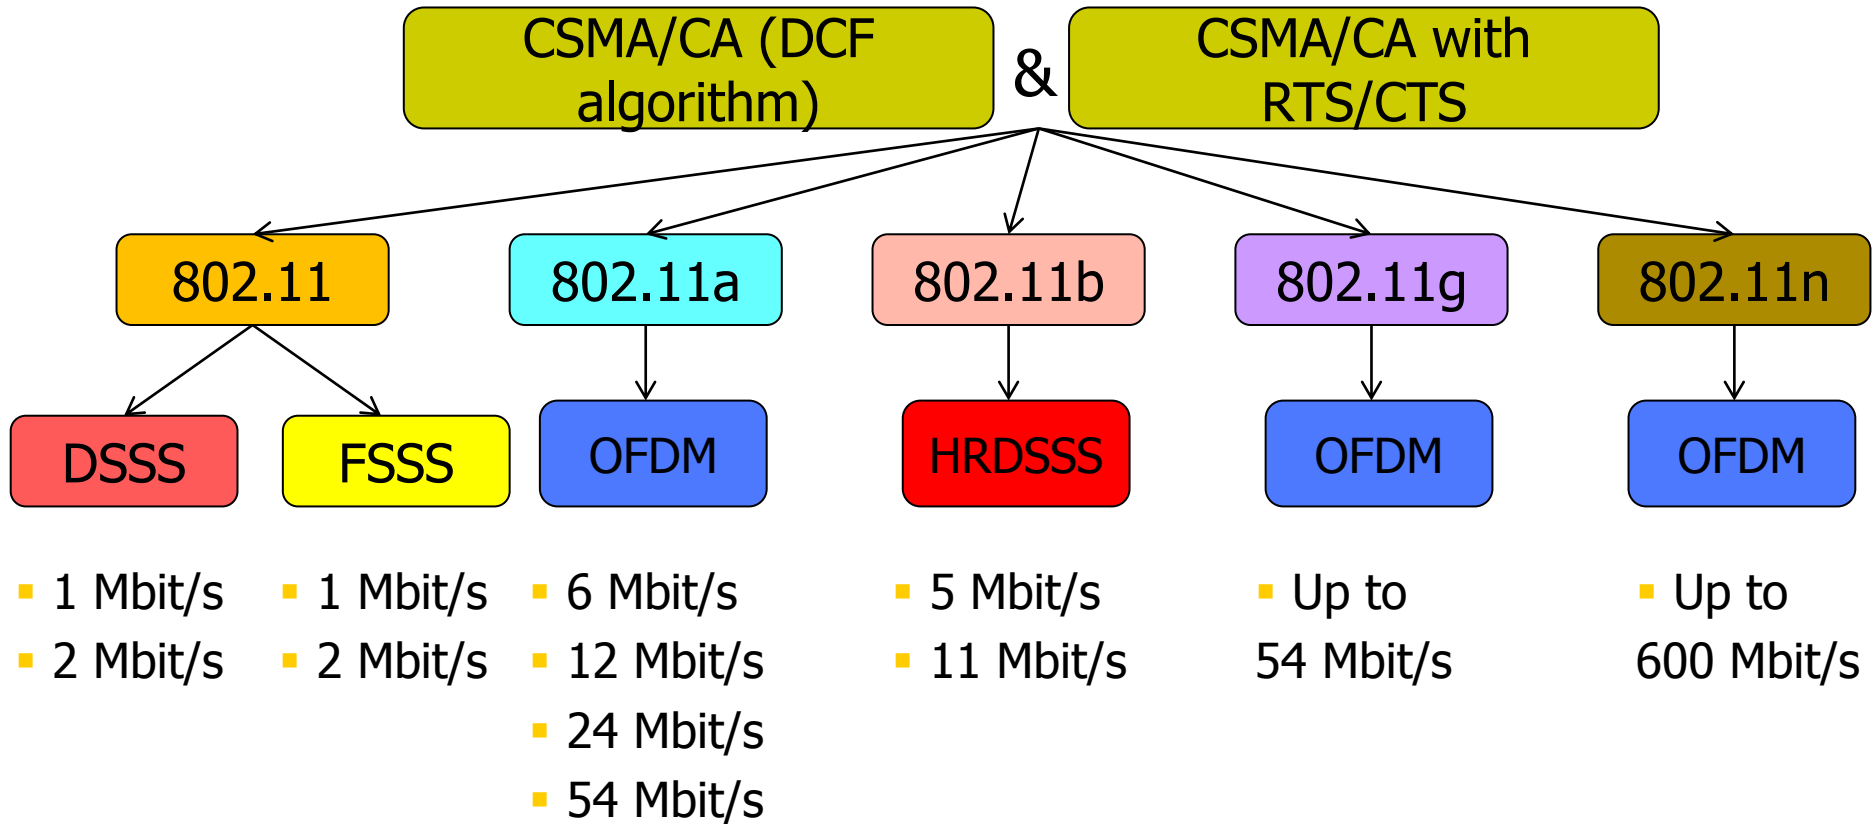 CSMA/CA (DCF
algorithm)
&
CSMA/CA with
RTS/CTS
802.11
802.11a
802.11b
802.11g
802.11n
DSSS
FSSS
OFDM
HRDSSS
OFDM
OFDM
1 Mbit/s
2 Mbit/s
1 Mbit/s
2 Mbit/s
6 Mbit/s
12 Mbit/s
24 Mbit/s
54 Mbit/s
5 Mbit/s
11 Mbit/s
Up to
54 Mbit/s
Up to
600 Mbit/s